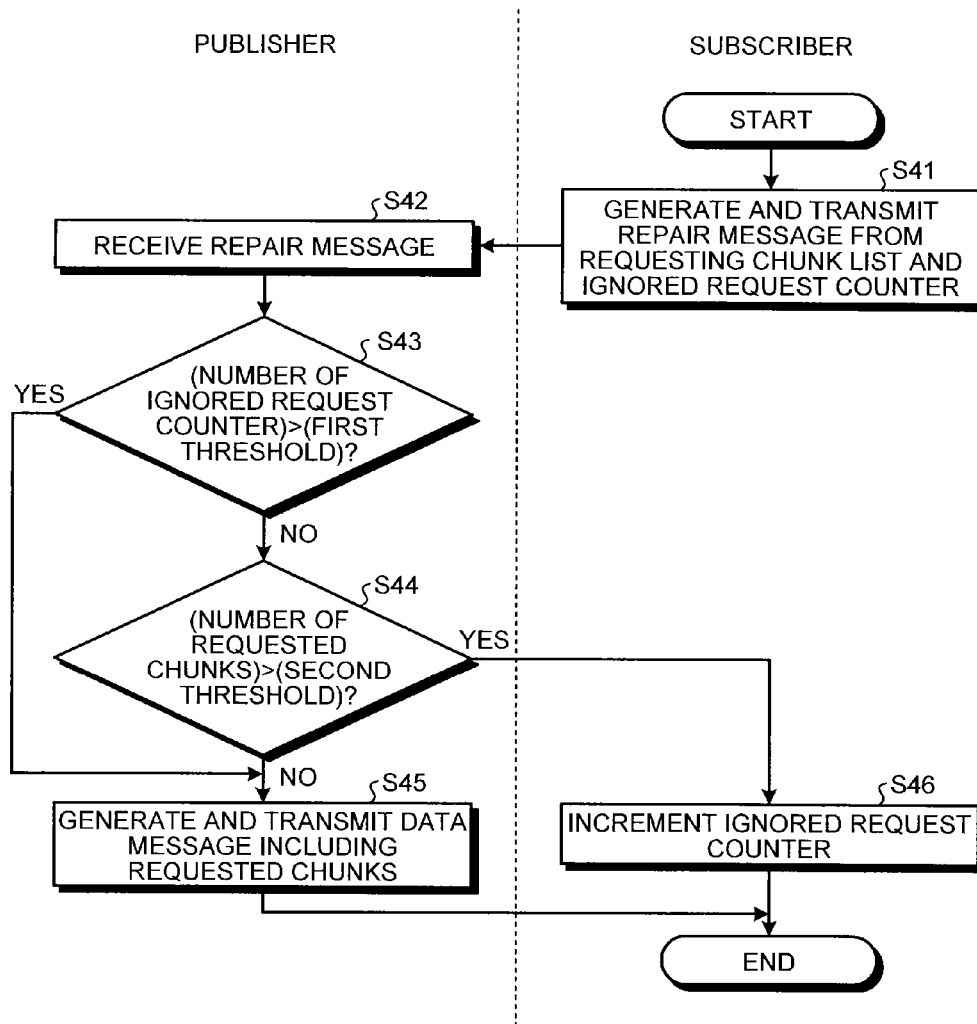 PUBLISHER
SUBSCRIBER
START
S41
GENERATE AND TRANSMIT
REPAIR MESSAGE FROM
REQUESTING CHUNK LIST AND
IGNORED REQUEST COUNTER
S42
RECEIVE REPAIR MESSAGE
S43
(NUMBER OF
IGNORED REQUEST
COUNTER)>(FIRST
THRESHOLD)?
YES
NO
S44
(NUMBER OF
REQUESTED
CHUNKS)>(SECOND
THRESHOLD)?
YES
NO
S45
GENERATE AND TRANSMIT DATA
MESSAGE INCLUDING
REQUESTED CHUNKS
S46
INCREMENT IGNORED REQUEST
COUNTER
END